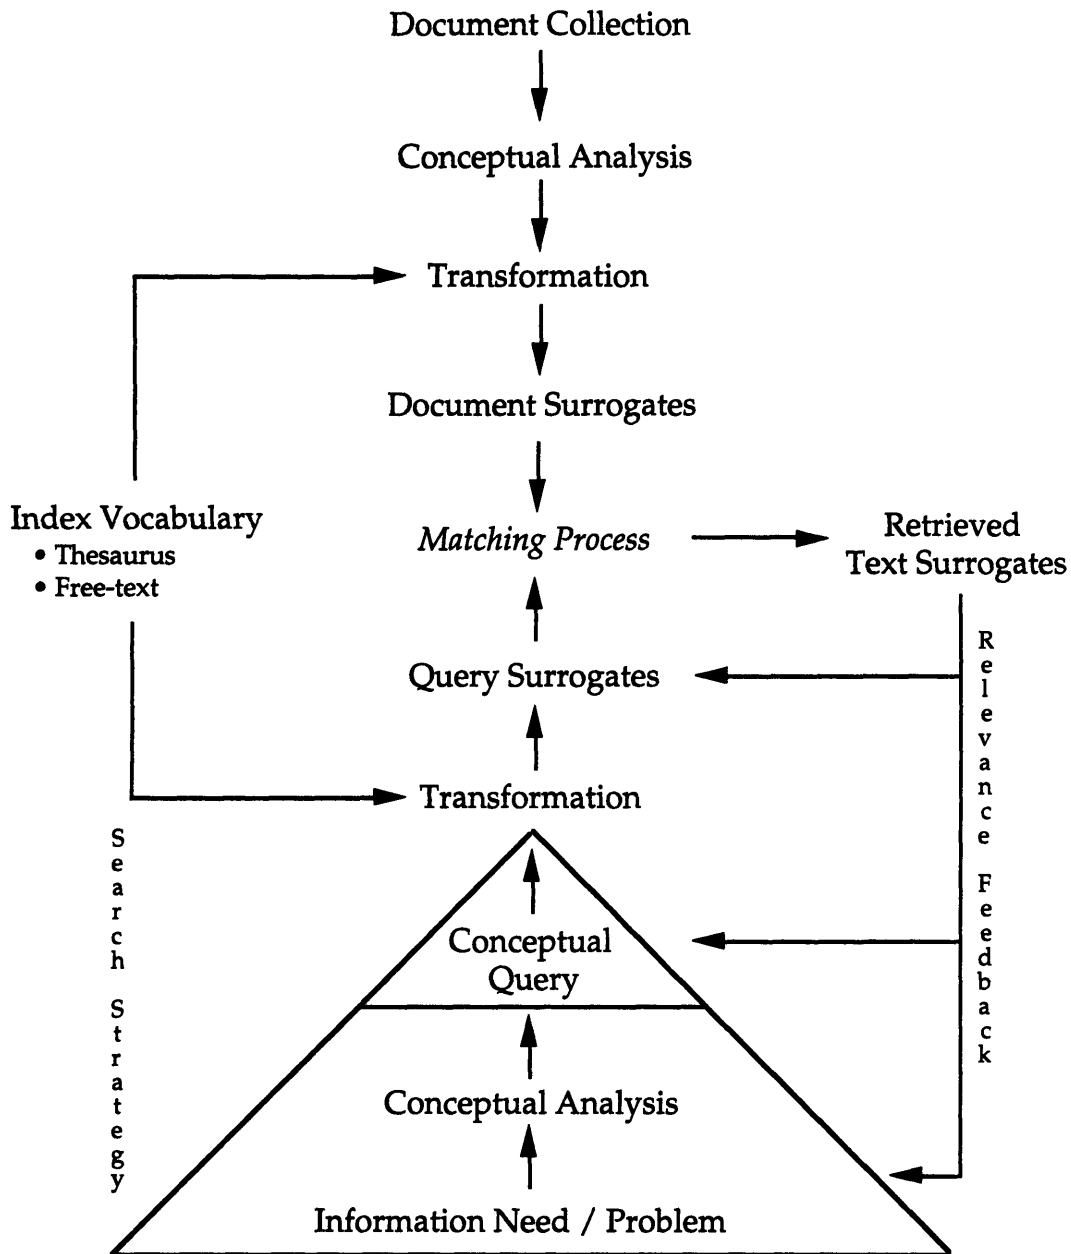 Document Collection
Conceptual Analysis
Transformation
Document Surrogates
Index Vocabulary
• Thesaurus
• Free-text
Matching Process
Retrieved
Text Surrogates
Query Surrogates
Transformation
Relevance Feedback
Search Strategy
Conceptual
Query
Conceptual Analysis
Information Need / Problem